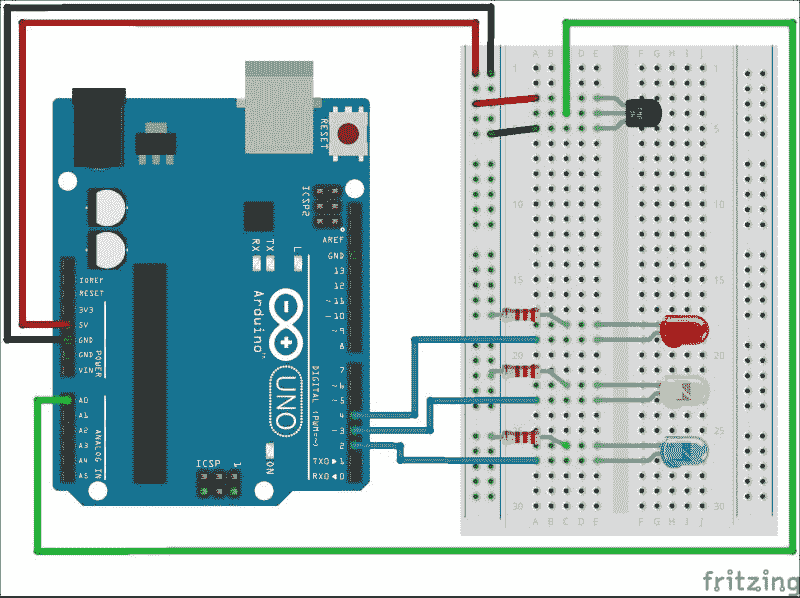 RESET
ICSP2
AREF
GND
13
12
~11
~10
~9
8
7
~6
~5
4
~3
2
TX0▶1
RX0◀0
DIGITAL (PWM=~)
L
TX
RX
ON
Arduino™
UNO
IOREF
RESET
3V3
5V
GND
GND
VIN
POWER
A0
A1
A2
A3
A4
A5
ANALOG IN
ICSP
1
A B C D E
F G H I J
1
1
5
5
10
10
15
15
20
20
25
25
30
30
A B C D E
F G H I J
fritzing